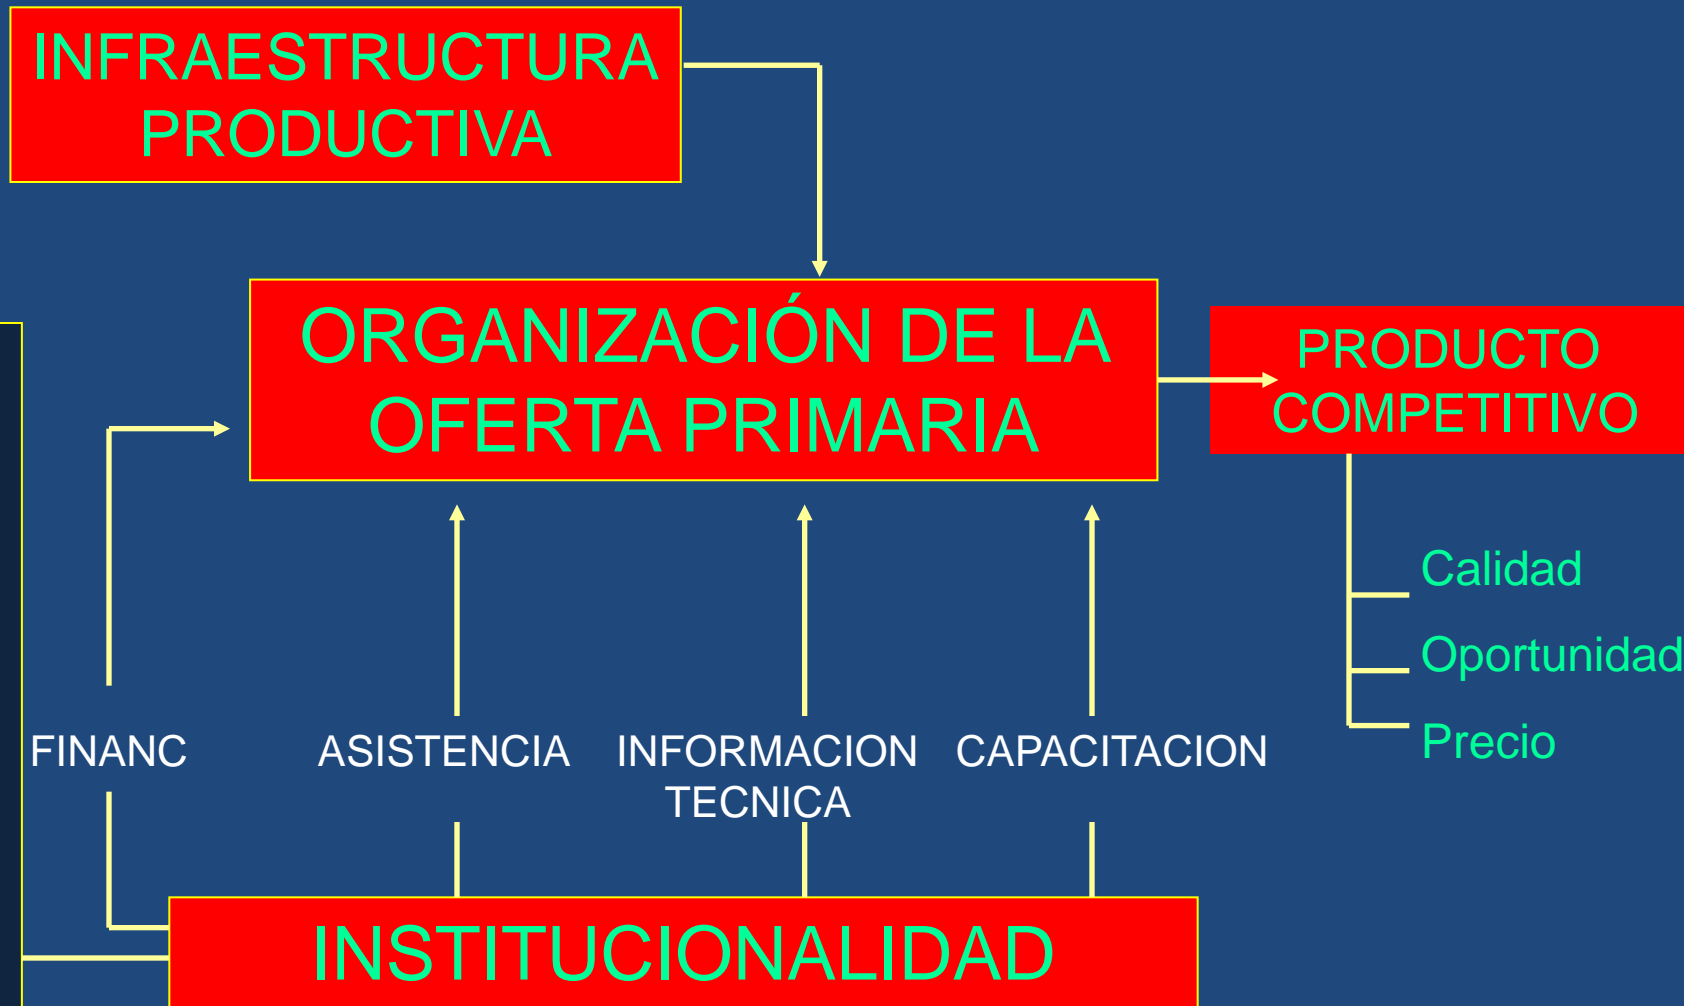 INFRAESTRUCTURA
PRODUCTIVA
ORGANIZACIÓN DE LA
OFERTA PRIMARIA
PRODUCTO
COMPETITIVO
Calidad
Oportunidad
Precio
FINANC
ASISTENCIA
INFORMACION
TECNICA
CAPACITACION
INSTITUCIONALIDAD